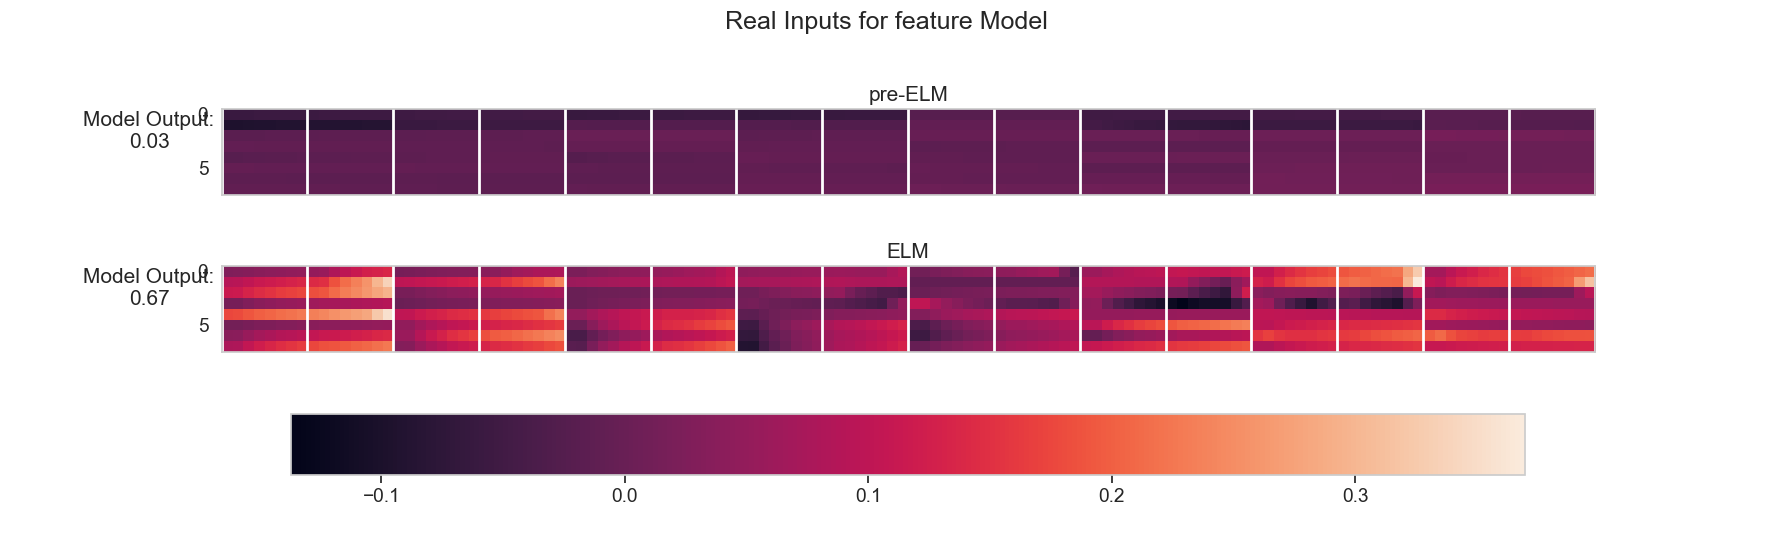 Real Inputs for feature Model
pre-ELM
Model Output:
0.03
0
5
ELM
Model Output:
0.67
0
5
−0.1 0.0 0.1 0.2 0.3